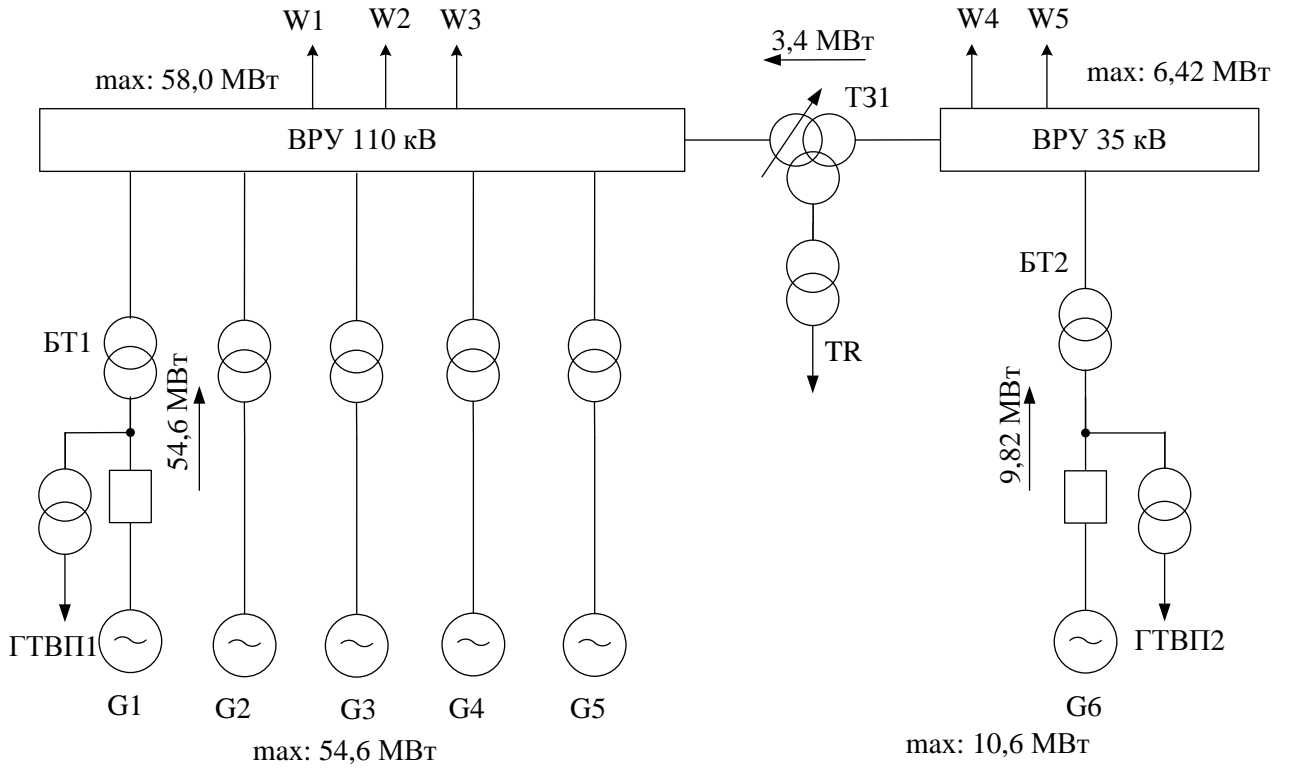 W1
W2
W3
W4
W5
3,4 МВт
max: 58,0 МВт
max: 6,42 МВт
ТЗ1
ВРУ 110 кВ
ВРУ 35 кВ
БТ2
БТ1
TR
54,6 МВт
9,82 МВт
ГТВП1
ГТВП2
G1
G2
G3
G4
G5
G6
max: 54,6 МВт
max: 10,6 МВт